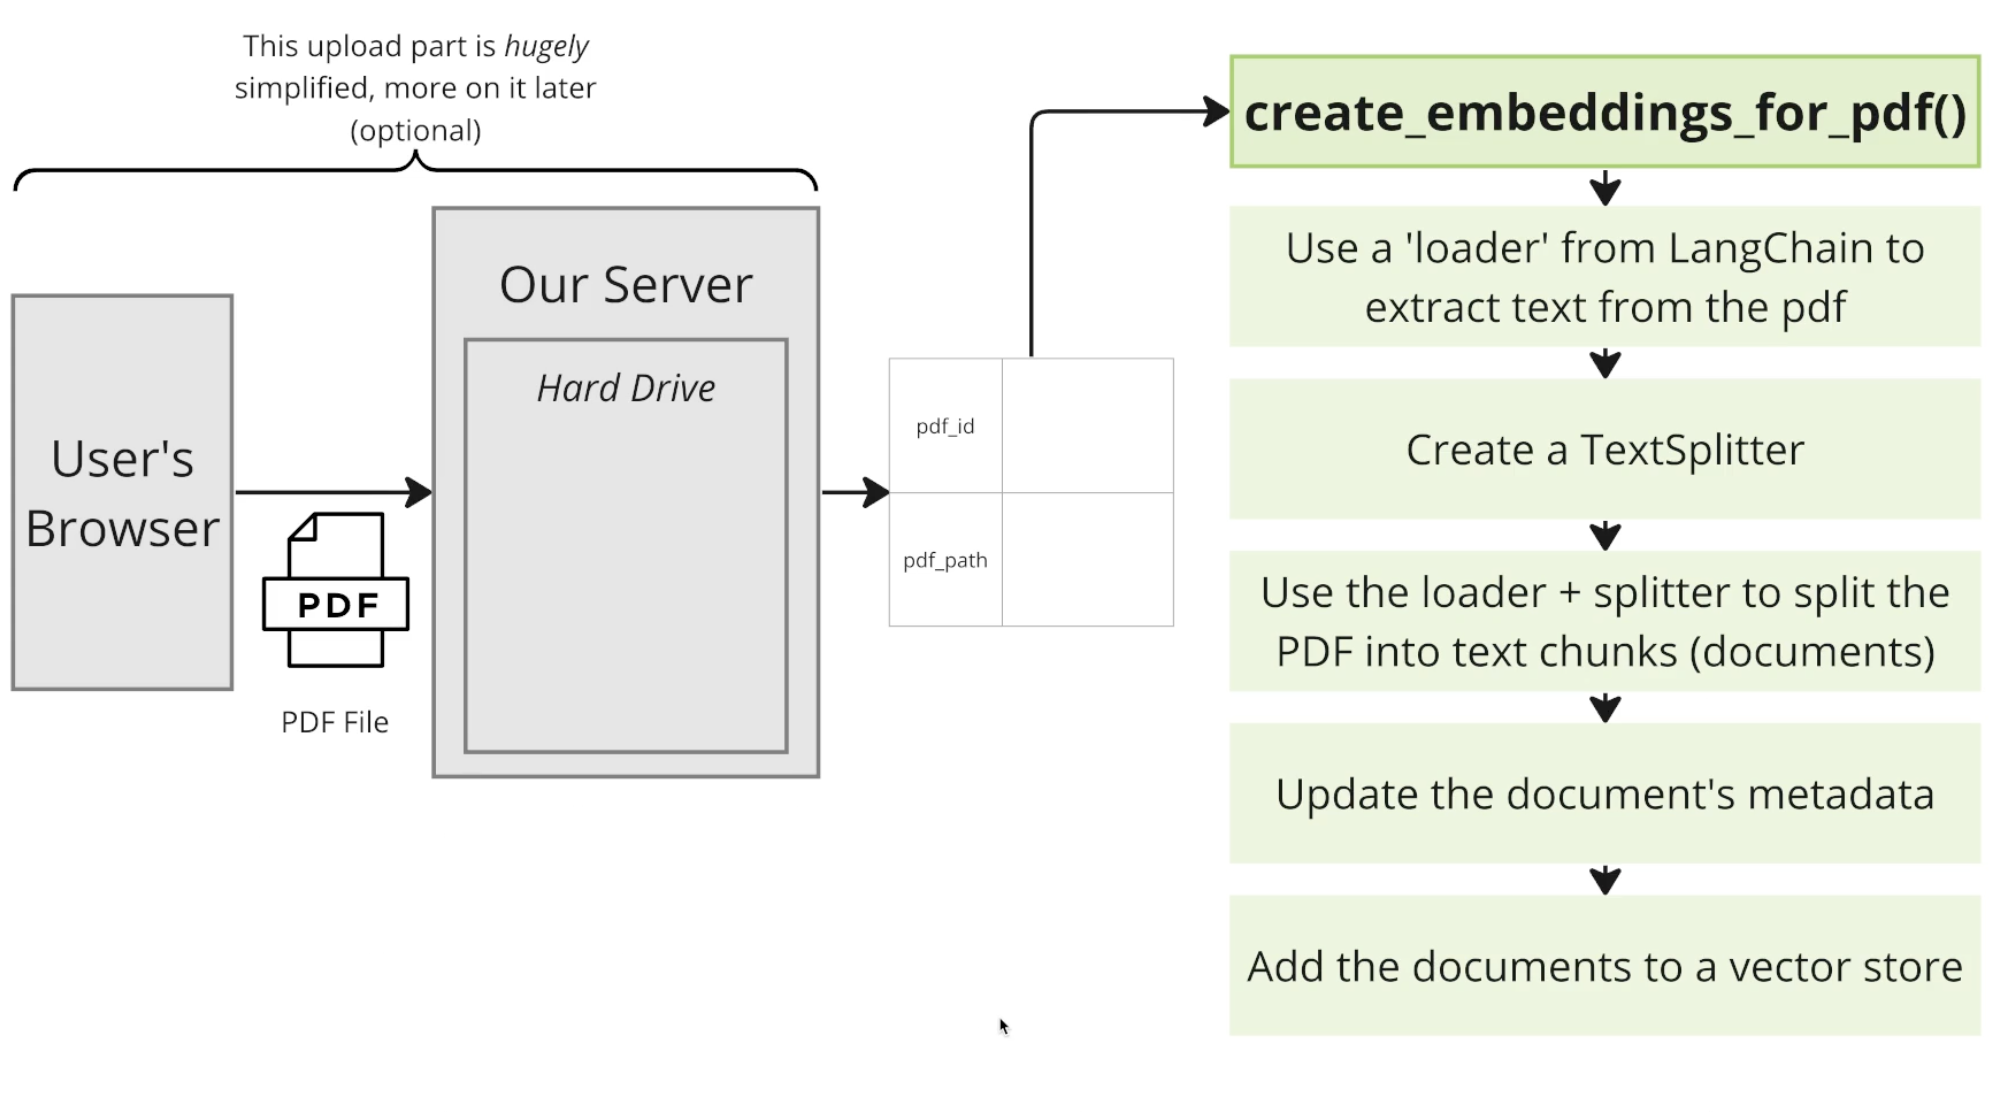 This upload part is hugely
simplified, more on it later
(optional)
User's
Browser
PDF
PDF File
Our Server
Hard Drive
pdf_id
pdf_path
create_embeddings_for_pdf()
Use a 'loader' from LangChain to
extract text from the pdf
Create a TextSplitter
Use the loader + splitter to split the
PDF into text chunks (documents)
Update the document's metadata
Add the documents to a vector store